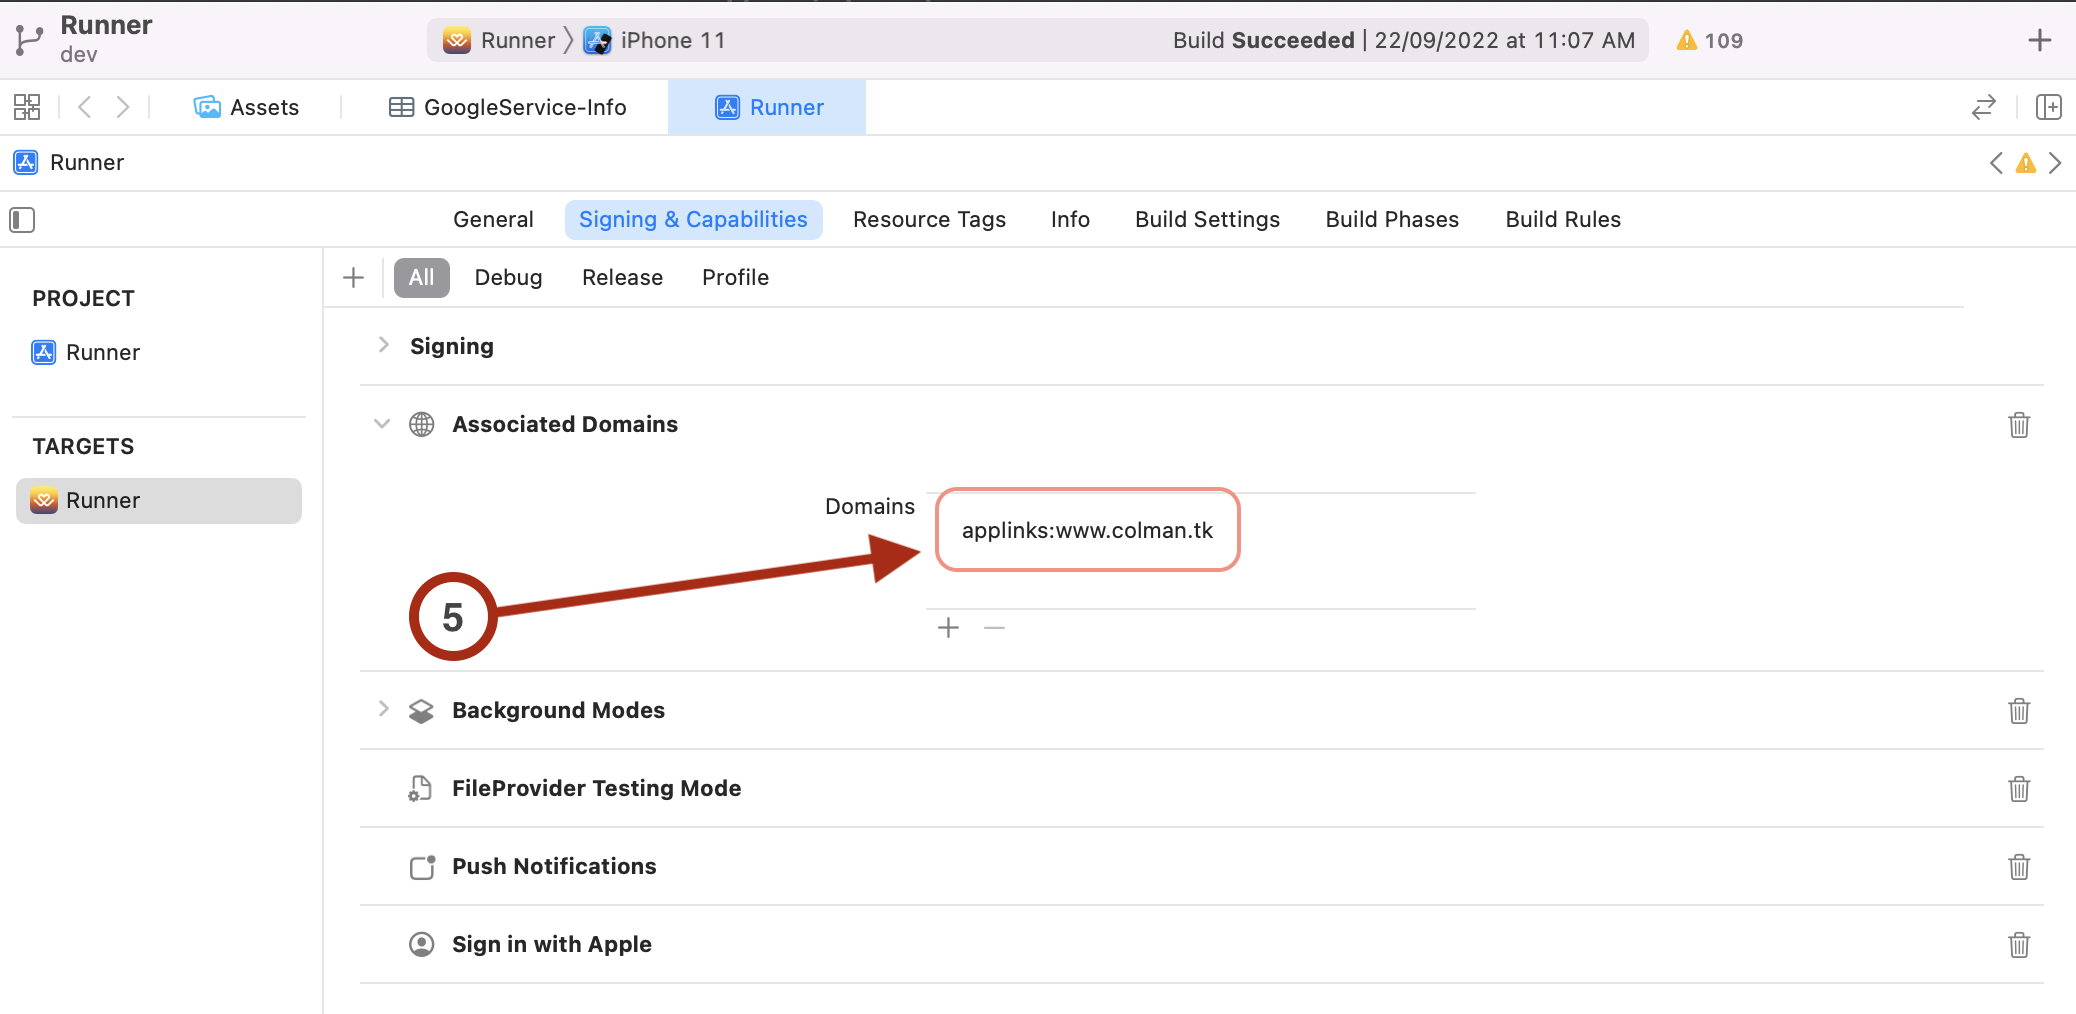 Runner
dev
Runner
iPhone 11
Build Succeeded | 22/09/2022 at 11:07 AM
109
Assets
GoogleService-Info
Runner
Runner
General
Signing & Capabilities
Resource Tags
Info
Build Settings
Build Phases
Build Rules
All
Debug
Release
Profile
PROJECT
Runner
TARGETS
Runner
Signing
Associated Domains
Domains
applinks:www.colman.tk
5
Background Modes
FileProvider Testing Mode
Push Notifications
Sign in with Apple